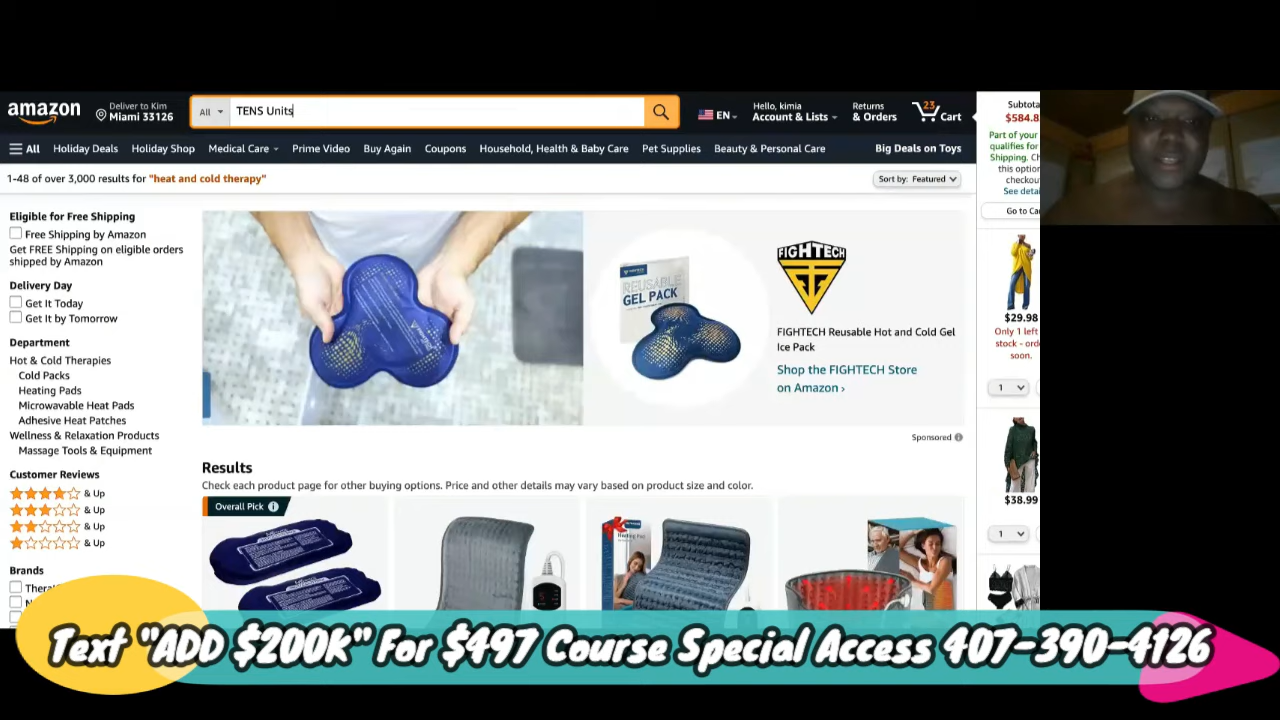 amazon
Deliver to Kim
Miami 33126
All
TENS Units
EN
Hello, kimia
Account & Lists
Returns
& Orders
23
Cart
All
Holiday Deals
Holiday Shop
Medical Care
Prime Video
Buy Again
Coupons
Household, Health & Baby Care
Pet Supplies
Beauty & Personal Care
Big Deals on Toys
1-48 of over 3,000 results for "heat and cold therapy"
Sort by: Featured
Eligible for Free Shipping
Free Shipping by Amazon
Get FREE Shipping on eligible orders
shipped by Amazon
Delivery Day
Get It Today
Get It by Tomorrow
Department
Hot & Cold Therapies
Cold Packs
Heating Pads
Microwavable Heat Pads
Adhesive Heat Patches
Wellness & Relaxation Products
Massage Tools & Equipment
Customer Reviews
& Up
& Up
& Up
& Up
Brands
REUSABLE
GEL PACK
FIGHTECH
FIGHTECH Reusable Hot and Cold Gel
Ice Pack
Shop the FIGHTECH Store
on Amazon ›
Sponsored
Results
Check each product page for other buying options. Price and other details may vary based on product size and color.
Overall Pick
Subtota
$584.8
Part of your
qualifies for
Shipping. Ch
this option
checkou
See detai
Go to Ca
$29.98
Only 1 left
stock - ord
soon.
1
$38.99
1
Text "ADD $200k" For $497 Course Special Access 407-390-4126